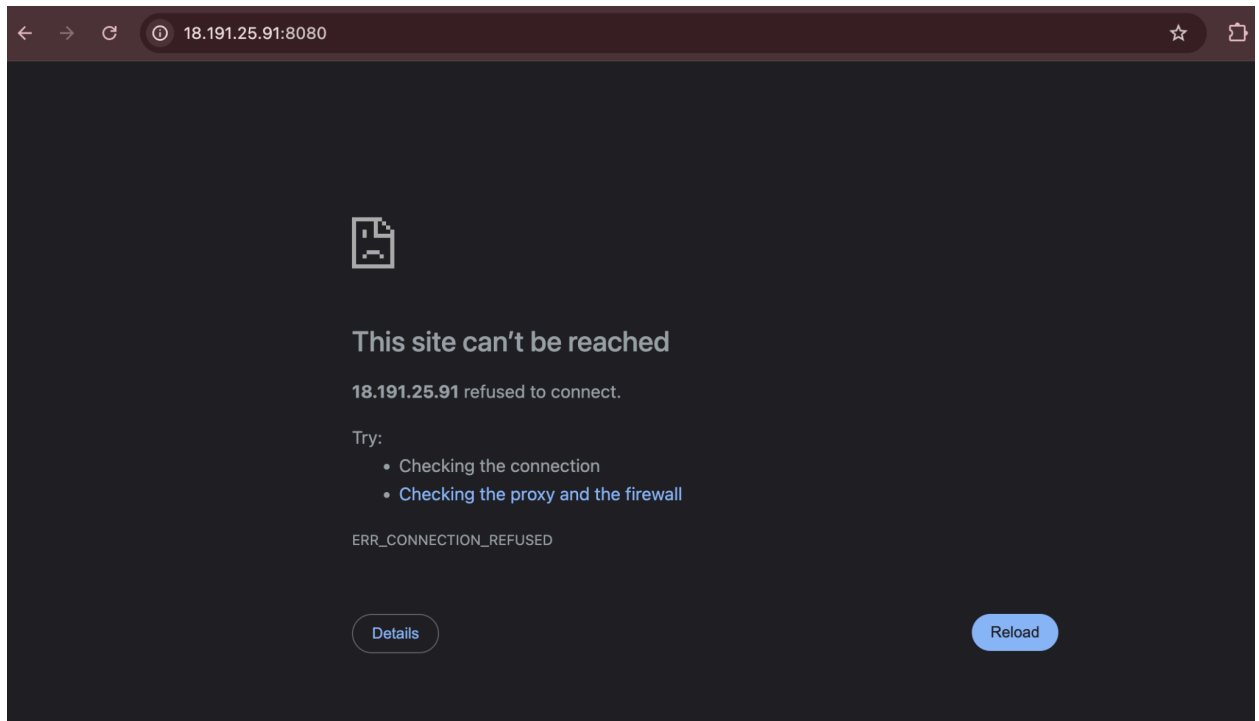 18.191.25.91:8080
This site can’t be reached
18.191.25.91 refused to connect.
Try:
• Checking the connection
• Checking the proxy and the firewall
ERR_CONNECTION_REFUSED
Details
Reload